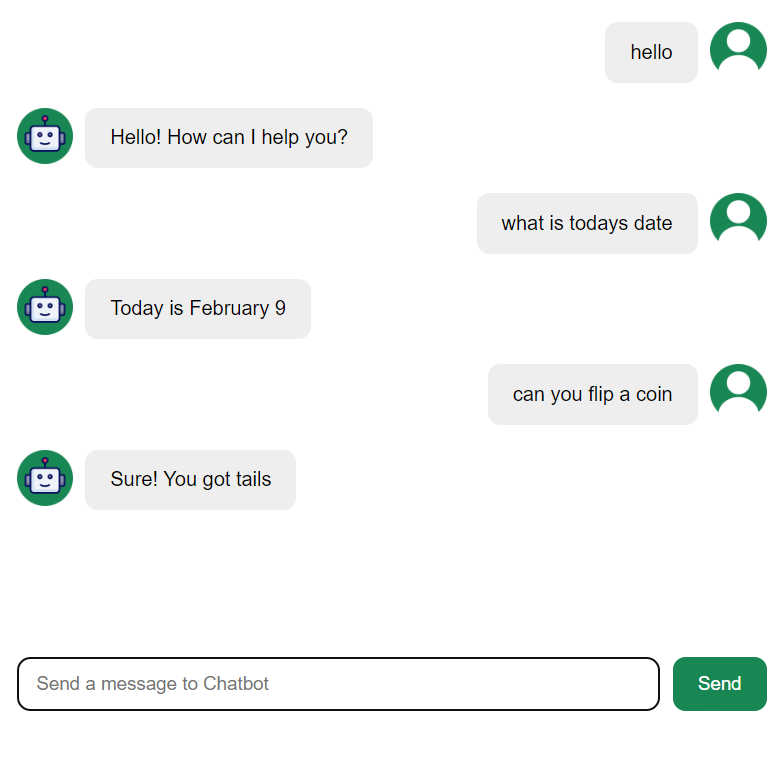 hello
Hello! How can I help you?
what is todays date
Today is February 9
can you flip a coin
Sure! You got tails
Send a message to Chatbot
Send